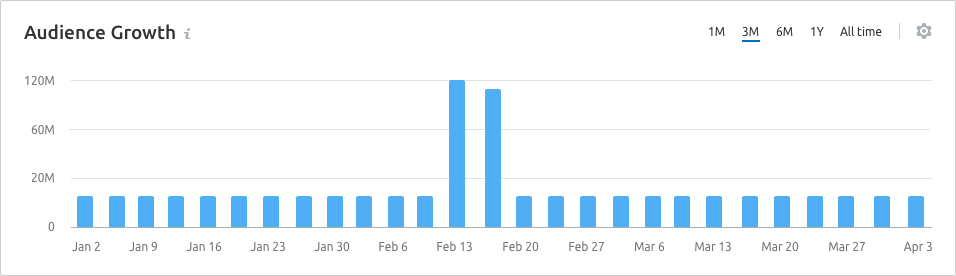 Audience Growth i
1M 3M 6M 1Y All time
120M
60M
20M
0
Jan 2 Jan 9 Jan 16 Jan 23 Jan 30 Feb 6 Feb 13 Feb 20 Feb 27 Mar 6 Mar 13 Mar 20 Mar 27 Apr 3